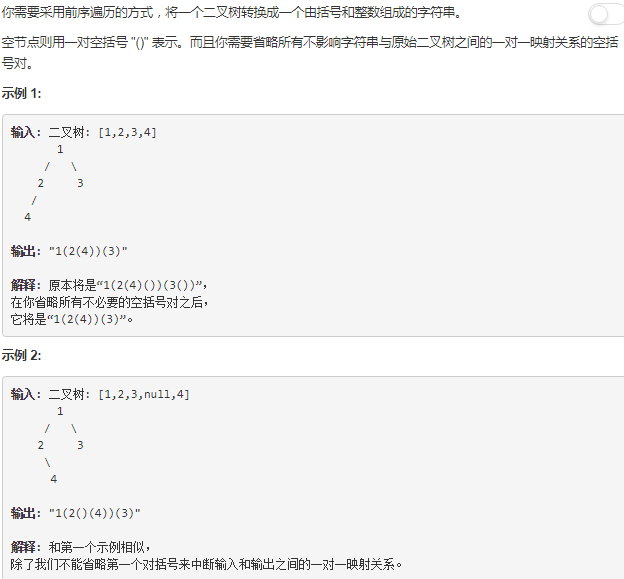 你需要采用前序遍历的方式，将一个二叉树转换成一个由括号和整数组成的字符串。
空节点则用一对空括号 "()" 表示。而且你需要省略所有不影响字符串与原始二叉树之间的一对一映射关系的空括
号对。
示例 1:
输入: 二叉树: [1,2,3,4]
1
/ \
2 3
/
4
输出: "1(2(4))(3)"
解释: 原本将是“1(2(4)())(3())”，
在你省略所有不必要的空括号对之后，
它将是“1(2(4))(3)”。
示例 2:
输入: 二叉树: [1,2,3,null,4]
1
/ \
2 3
\
4
输出: "1(2()(4))(3)"
解释: 和第一个示例相似，
除了我们不能省略第一个对括号来中断输入和输出之间的一对一映射关系。